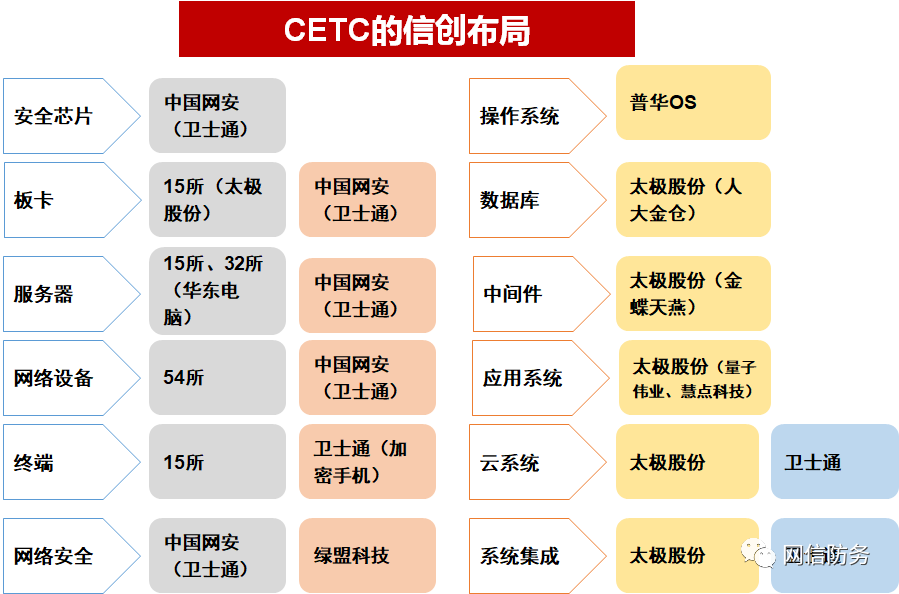 CETC的信创布局
安全芯片
中国网安
（卫士通）
板卡
15所（太极
股份）
中国网安
（卫士通）
服务器
15所、32所
（华东电
脑）
中国网安
（卫士通）
网络设备
54所
中国网安
（卫士通）
终端
15所
卫士通（加
密手机）
网络安全
中国网安
（卫士通）
绿盟科技
操作系统
普华OS
数据库
太极股份（人
大金仓）
中间件
太极股份（金
蝶天燕）
应用系统
太极股份（量子
伟业、慧点科技）
云系统
太极股份
卫士通
系统集成
太极股份
网信防务